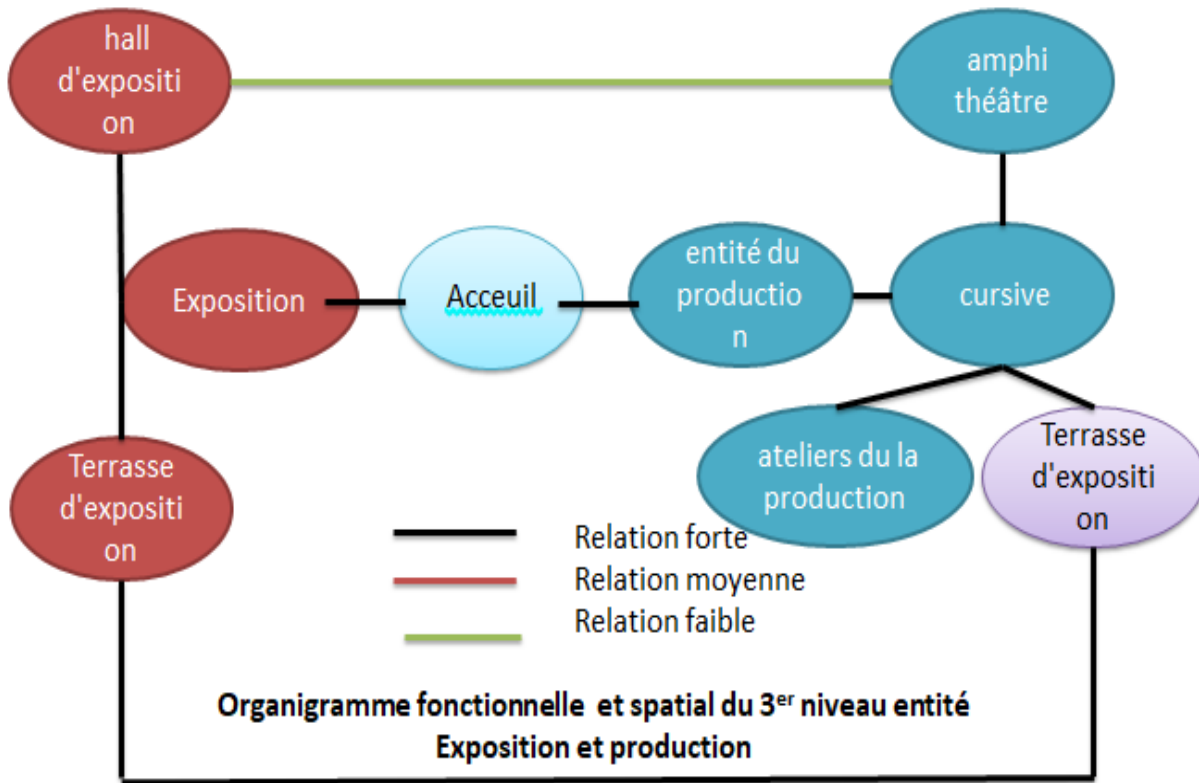 hall
d'expositi
on
amphi
théâtre
Exposition
Acceuil
entité du
productio
n
cursive
Terrasse
d'expositi
on
ateliers du la
production
Terrasse
d'expositi
on
Relation forte
Relation moyenne
Relation faible
Organigramme fonctionnelle et spatial du 3er niveau entité
Exposition et production